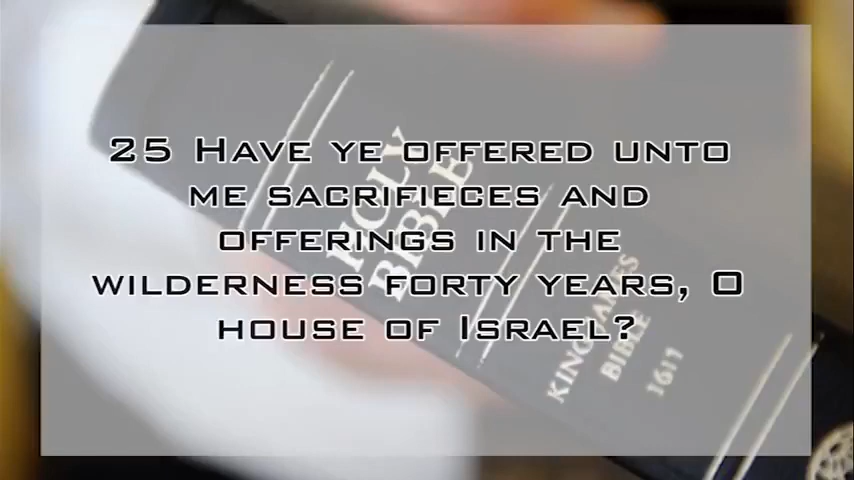 25 Have ye offered unto
me sacrifieces and
offerings in the
wilderness forty years, O
house of Israel?
HOLY
BIBLE
KING JAMES
BIBLE
1611